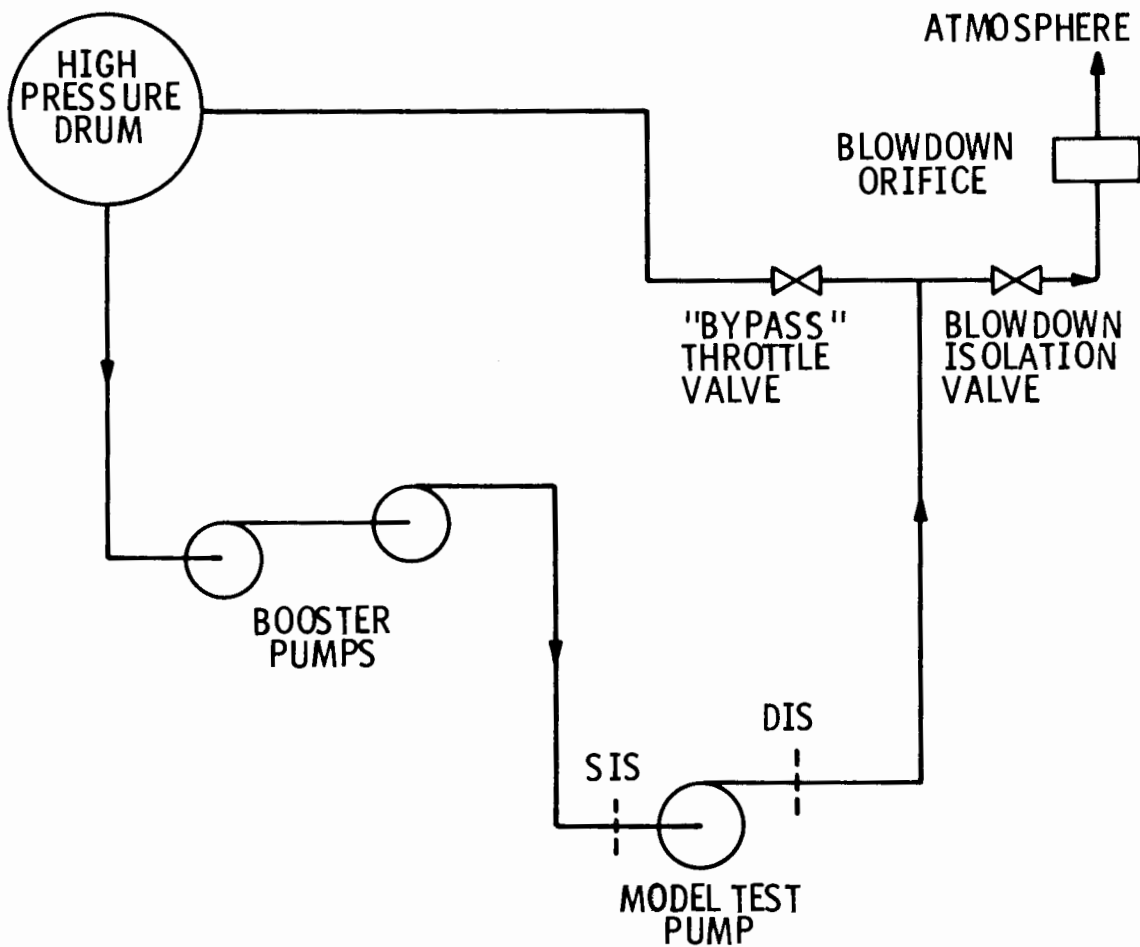 HIGH
PRESSURE
DRUM
ATMOSPHERE
BLOWDOWN
ORIFICE
"BYPASS"
THROTTLE
VALVE
BLOWDOWN
ISOLATION
VALVE
BOOSTER
PUMPS
SIS
DIS
MODEL TEST
PUMP